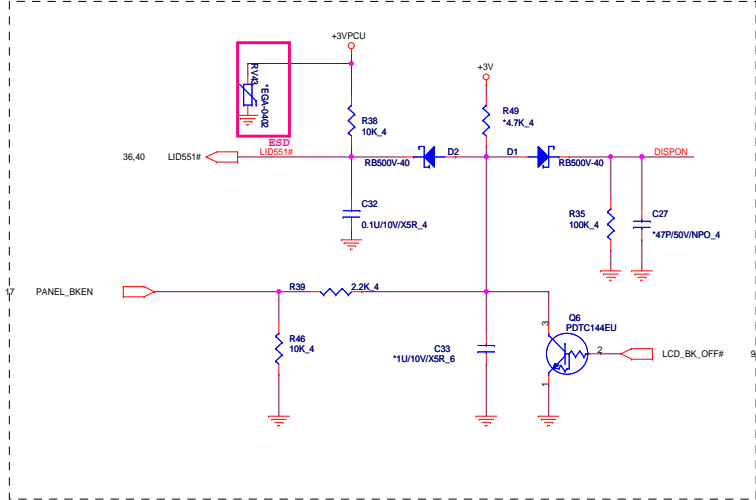 +3VPCU
+3V
RV43
*EGA-0402
ESD
R38
10K_4
R49
*4.7K_4
36,40
LID551#
LID551#
RB500V-40
D2
D1
RB500V-40
DISPON
C32
0.1U/10V/X5R_4
R35
100K_4
C27
*47P/50V/NPO_4
17
PANEL_BKEN
R39
2.2K_4
R46
10K_4
C33
*1U/10V/X5R_6
Q6
PDTC144EU
3
2
1
LCD_BK_OFF#
9